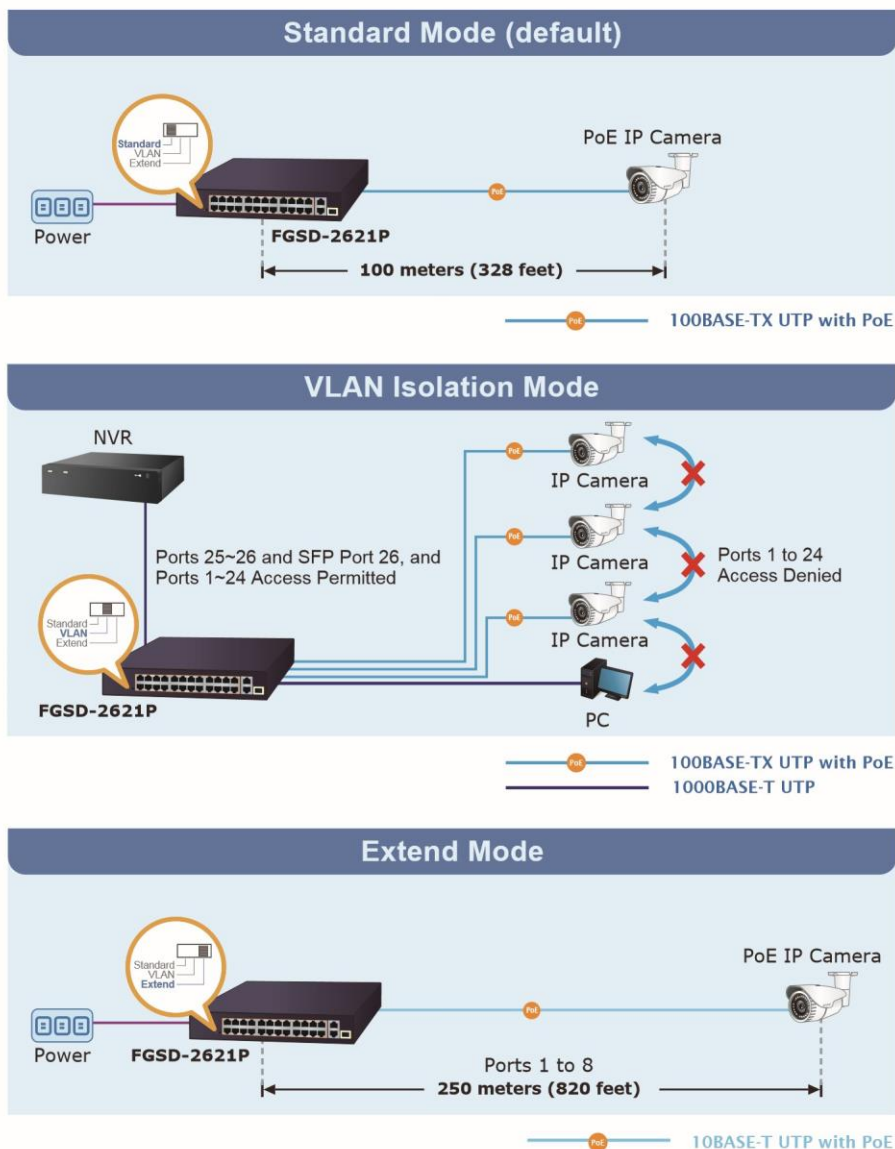 Standard Mode (default)
Standard
VLAN
Extend
PoE IP Camera
PoE
Power
FGSD-2621P
100 meters (328 feet)
PoE
100BASE-TX UTP with PoE
VLAN Isolation Mode
NVR
PoE
IP Camera
Ports 25~26 and SFP Port 26, and
Ports 1~24 Access Permitted
PoE
IP Camera
Ports 1 to 24
Access Denied
Standard
VLAN
Extend
PoE
IP Camera
FGSD-2621P
PC
PoE
100BASE-TX UTP with PoE
1000BASE-T UTP
Extend Mode
Standard
VLAN
Extend
PoE IP Camera
PoE
Power
FGSD-2621P
Ports 1 to 8
250 meters (820 feet)
PoE
10BASE-T UTP with PoE